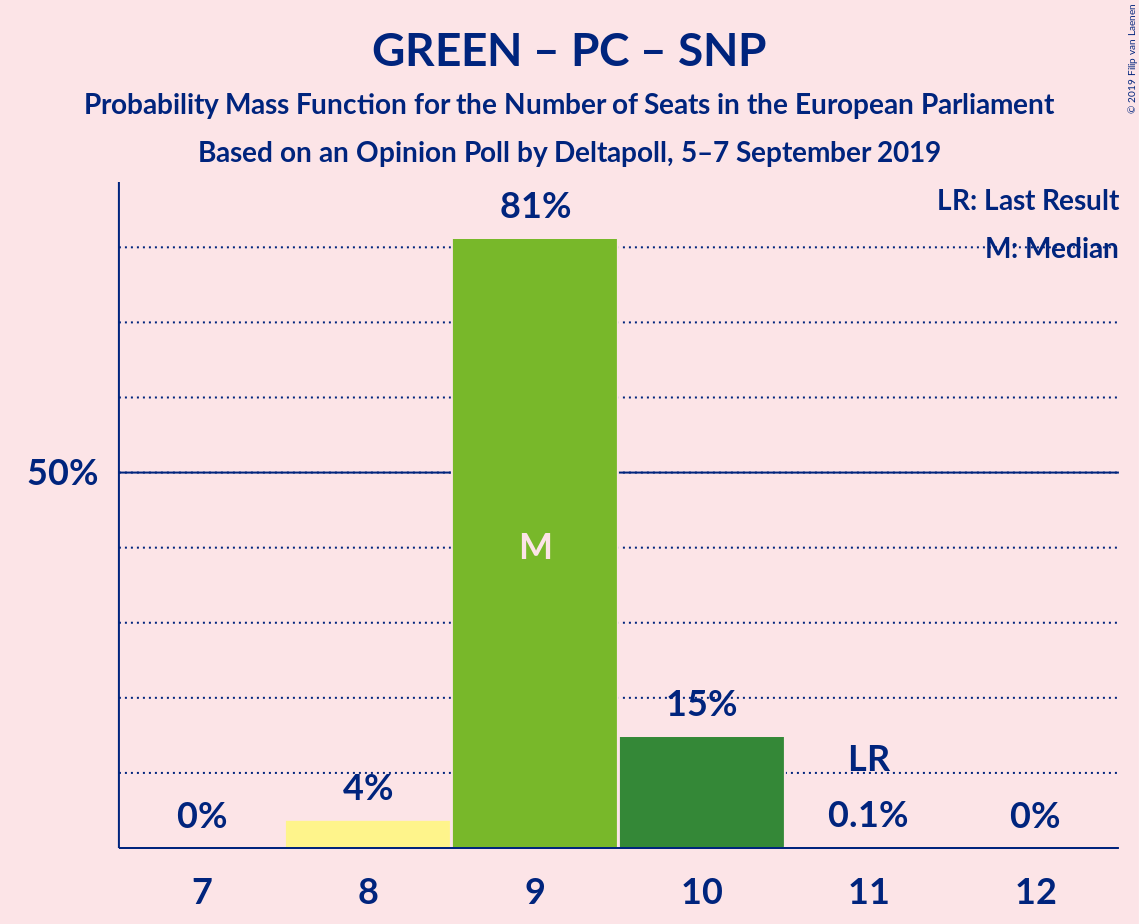 GREEN – PC – SNP
Probability Mass Function for the Number of Seats in the European Parliament
Based on an Opinion Poll by Deltapoll, 5–7 September 2019
© 2019 Filip van Laenen
LR: Last Result
M: Median
81%
50%
M
15%
LR
4%
0%
0.1%
0%
7 8 9 10 11 12